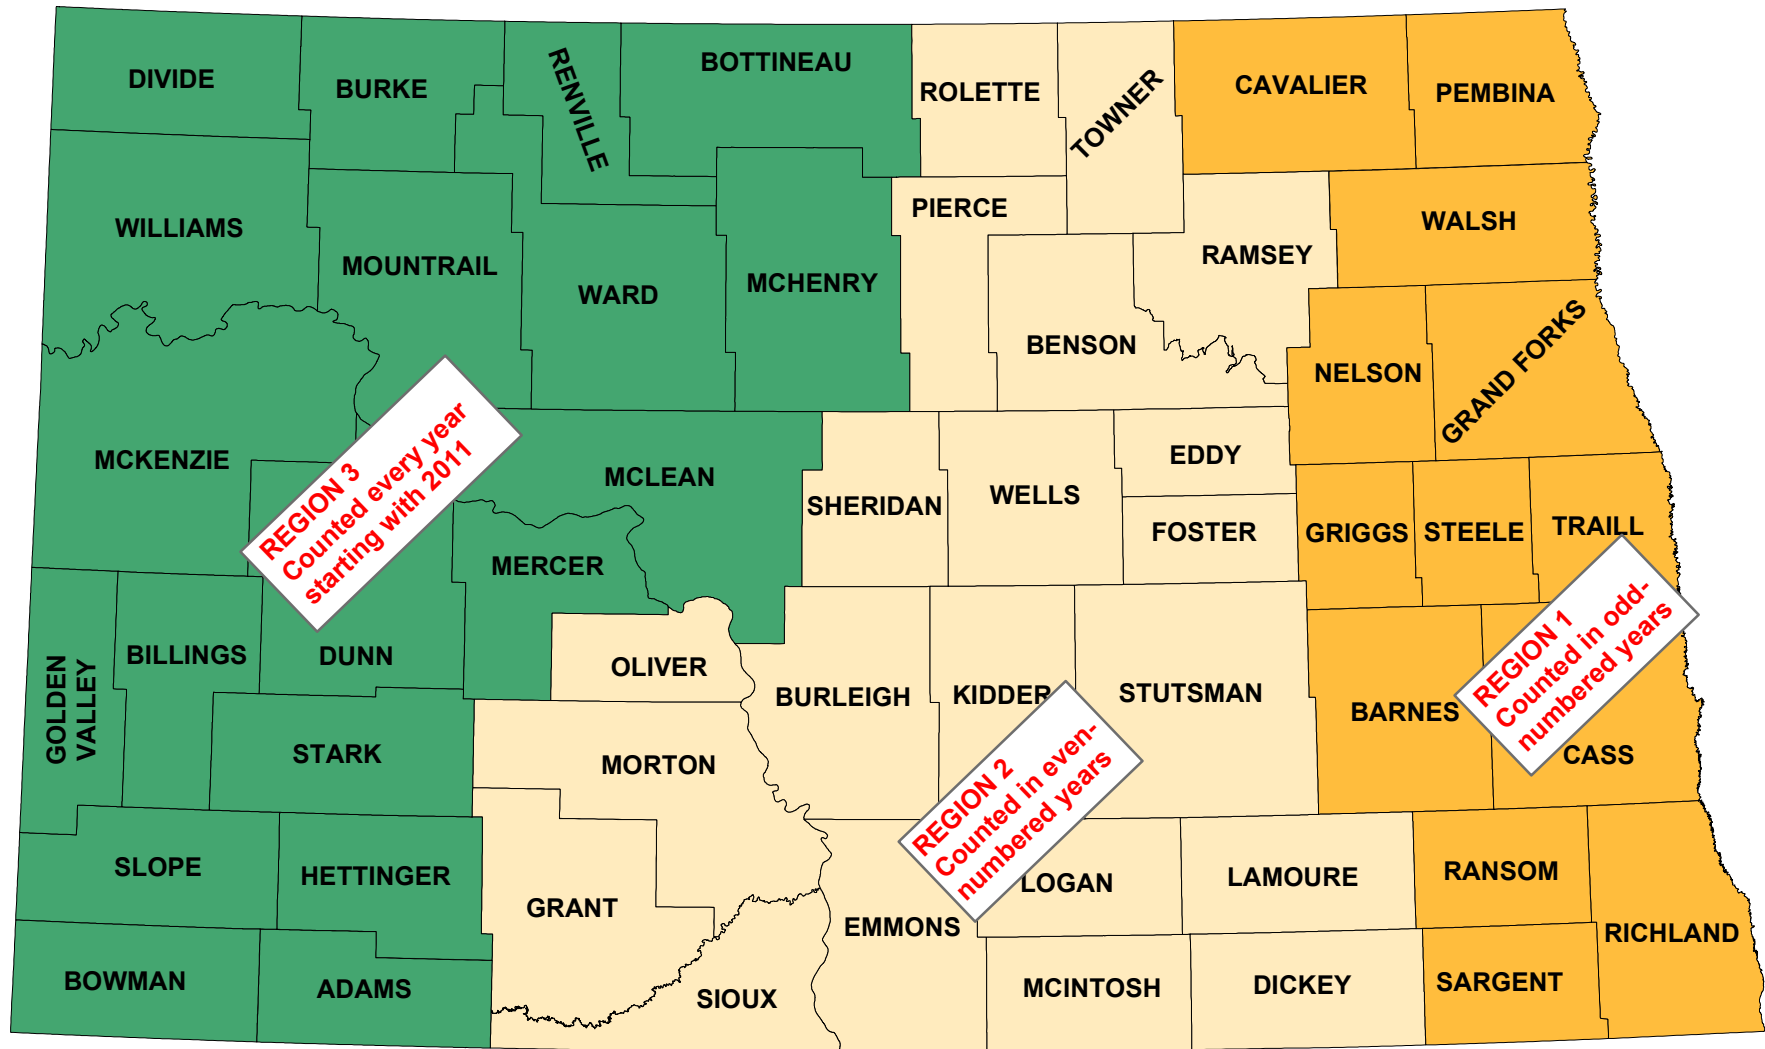 DIVIDE
BURKE
RENVILLE
BOTTINEAU
ROLETTE
TOWNER
CAVALIER
PEMBINA
WILLIAMS
MOUNTRAIL
WARD
MCHENRY
PIERCE
BENSON
RAMSEY
WALSH
NELSON
GRAND FORKS
MCKENZIE
REGION 3
Counted every year
starting with 2011
MCLEAN
MERCER
SHERIDAN
WELLS
EDDY
FOSTER
GRIGGS
STEELE
TRAILL
GOLDEN
VALLEY
BILLINGS
DUNN
OLIVER
BURLEIGH
KIDDER
STUTSMAN
BARNES
REGION 1
Counted in odd-
numbered years
CASS
STARK
MORTON
REGION 2
Counted in even-
numbered years
SLOPE
HETTINGER
GRANT
EMMONS
LOGAN
LAMOURE
RANSOM
RICHLAND
BOWMAN
ADAMS
SIOUX
MCINTOSH
DICKEY
SARGENT